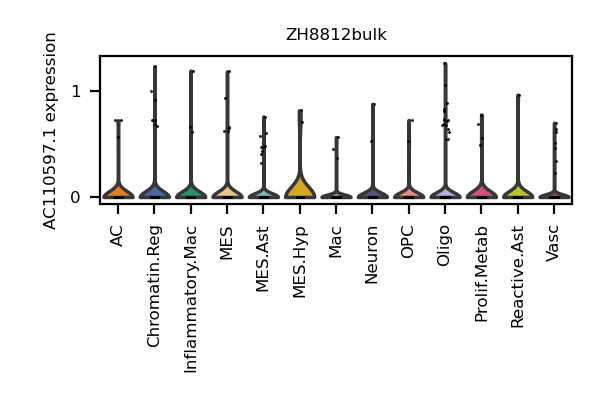 ZH8812bulk
AC110597.1 expression
1
0
AC
Chromatin.Reg
Inflammatory.Mac
MES
MES.Ast
MES.Hyp
Mac
Neuron
OPC
Oligo
Prolif.Metab
Reactive.Ast
Vasc